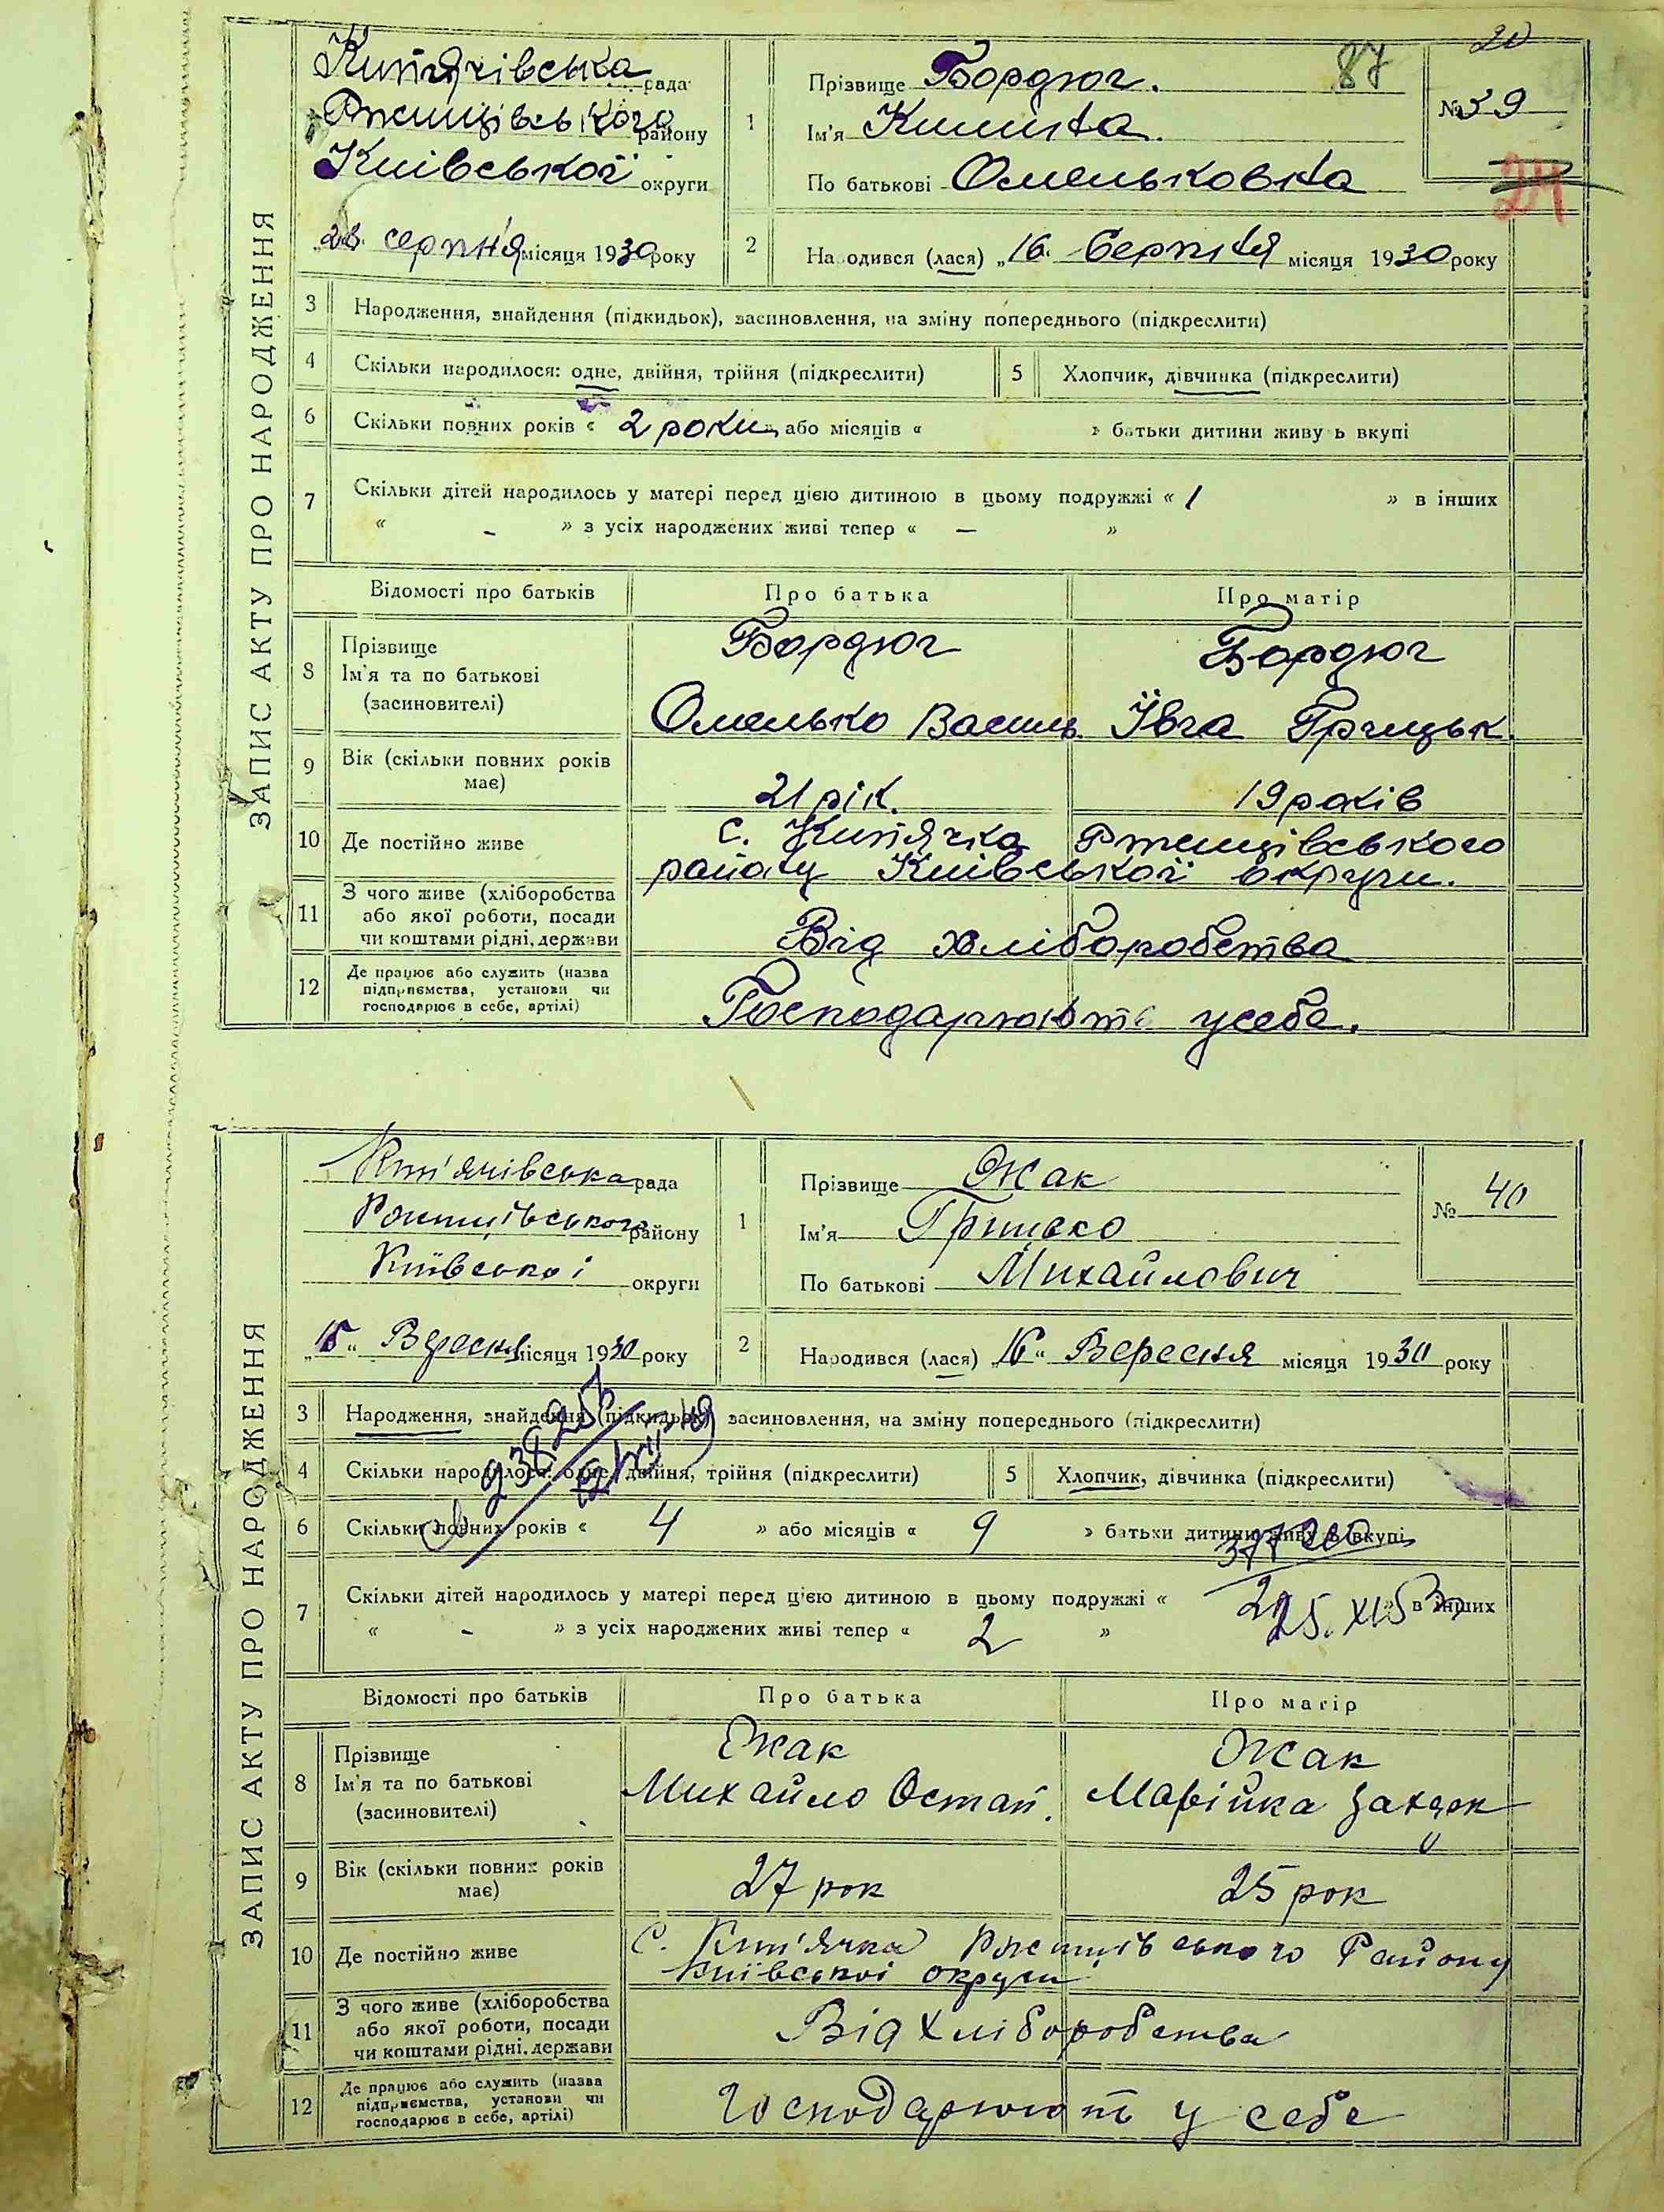 ЗАПИС АКТУ ПРО НАРОДЖЕННЯ
Кипячівська рада
Ржищівського району
Київської округи
23 серпня місяця 1930 року
1
Прізвище Бордюг.
87
Ім'я
По батькові Омельковна
20
№ 39
24
2
Народився (лася) „16. Серпня місяця 1930 року
3 Народження, знайдення (підкидьок), засиновлення, на зміну попереднього (підкреслити)
4 Скільки народилося: одне, двійня, трійня (підкреслити)
5 Хлопчик, дівчинка (підкреслити)
6 Скільки повних років « 2 роки » або місяців « » батьки дитини живуть вкупі
7 Скільки дітей народилось у матері перед цією дитиною в цьому подружжі « 1 » в інших
« – » з усіх народжених живі тепер « — »
Відомості про батьків Про батька Про матір
8 Прізвище
Ім'я та по батькові
(засиновителі)
Бордюг
Омелько Василь.
Бордюг
Ївга Грицьк.
9 Вік (скільки повних років
має)
21 рік.
19 років
10 Де постійно живе
с. Кипячка Ржищівського
району Київської округи.
11 З чого живе (хліборобства
або якої роботи, посади
чи коштами рідні, держави
Від хліборобства
12 Де працює або служить (назва
підприємства, установи чи
господарює в себе, артілі)
Господарюють усебе.
ЗАПИС АКТУ ПРО НАРОДЖЕННЯ
Кип'ячівська рада
Ржищівського району
Київської округи
„15“ Вересня місяця 1930 року
1
Прізвище Ожак
Ім'я Грицько
По батькові Михайлович
№ 40
2
Народився (лася) „16“ Вересня місяця 1930 року
3 Народження, знайдення (підкидьок) засиновлення, на зміну попереднього (підкреслити)
4 Скільки народилося: одне, двійня, трійня (підкреслити)
5 Хлопчик, дівчинка (підкреслити)
6 Скільки повних років « 4 » або місяців « 9 » батьки дитини живуть вкупі
7 Скільки дітей народилось у матері перед цією дитиною в цьому подружжі « 2 » в інших
« - » з усіх народжених живі тепер « 2 »
Відомості про батьків Про батька Про матір
8 Прізвище
Ім'я та по батькові
(засиновителі)
Ожак
Михайло Остап.
Ожак
Марійка
9 Вік (скільки повних років
має)
27 рок
25 рок
10 Де постійно живе
С. Кип'ячка Ржищівського Району
Київської округи
11 З чого живе (хліборобства
або якої роботи, посади
чи коштами рідні, держави
Від хліборобства
12 Де працює або служить (назва
підприємства, установи чи
господарює в себе, артілі)
Господарюють у себе